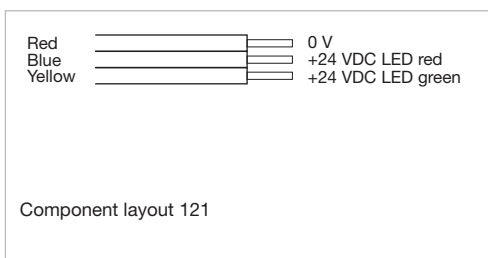 Red 0 V
Blue +24 VDC LED red
Yellow +24 VDC LED green
Component layout 121